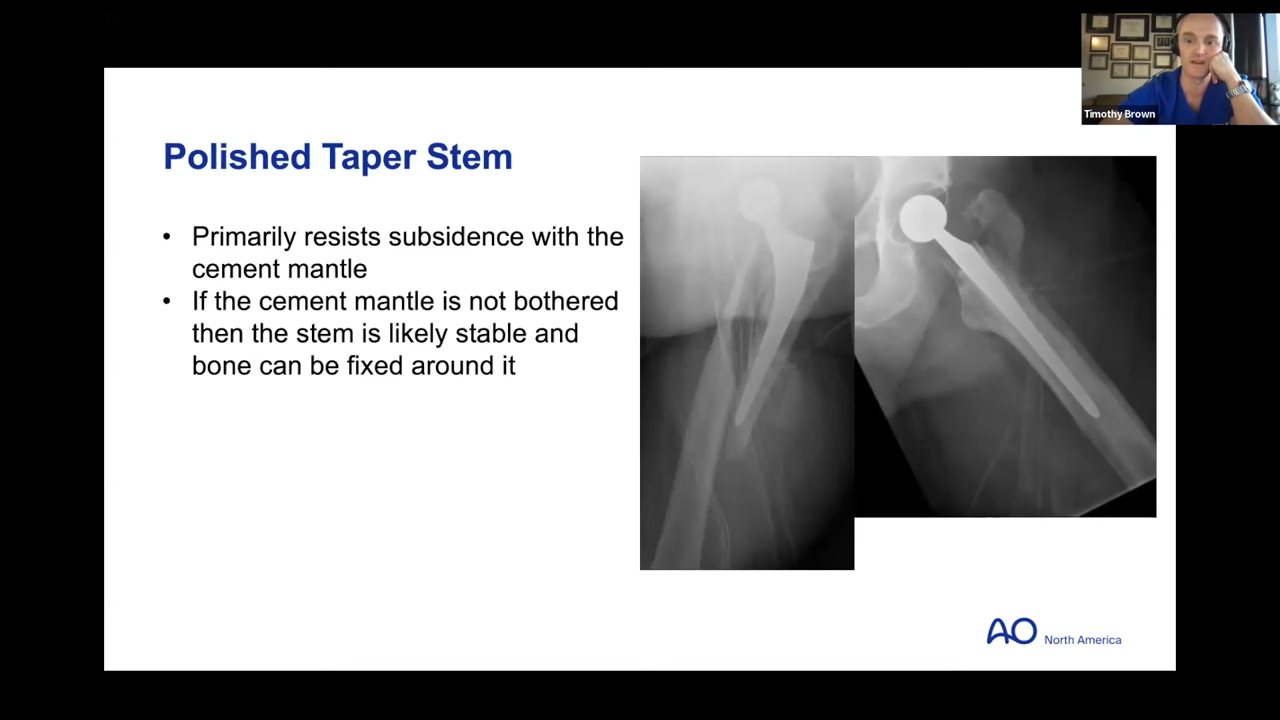 Timothy Brown
Polished Taper Stem
• Primarily resists subsidence with the
cement mantle
• If the cement mantle is not bothered
then the stem is likely stable and
bone can be fixed around it
AO North America